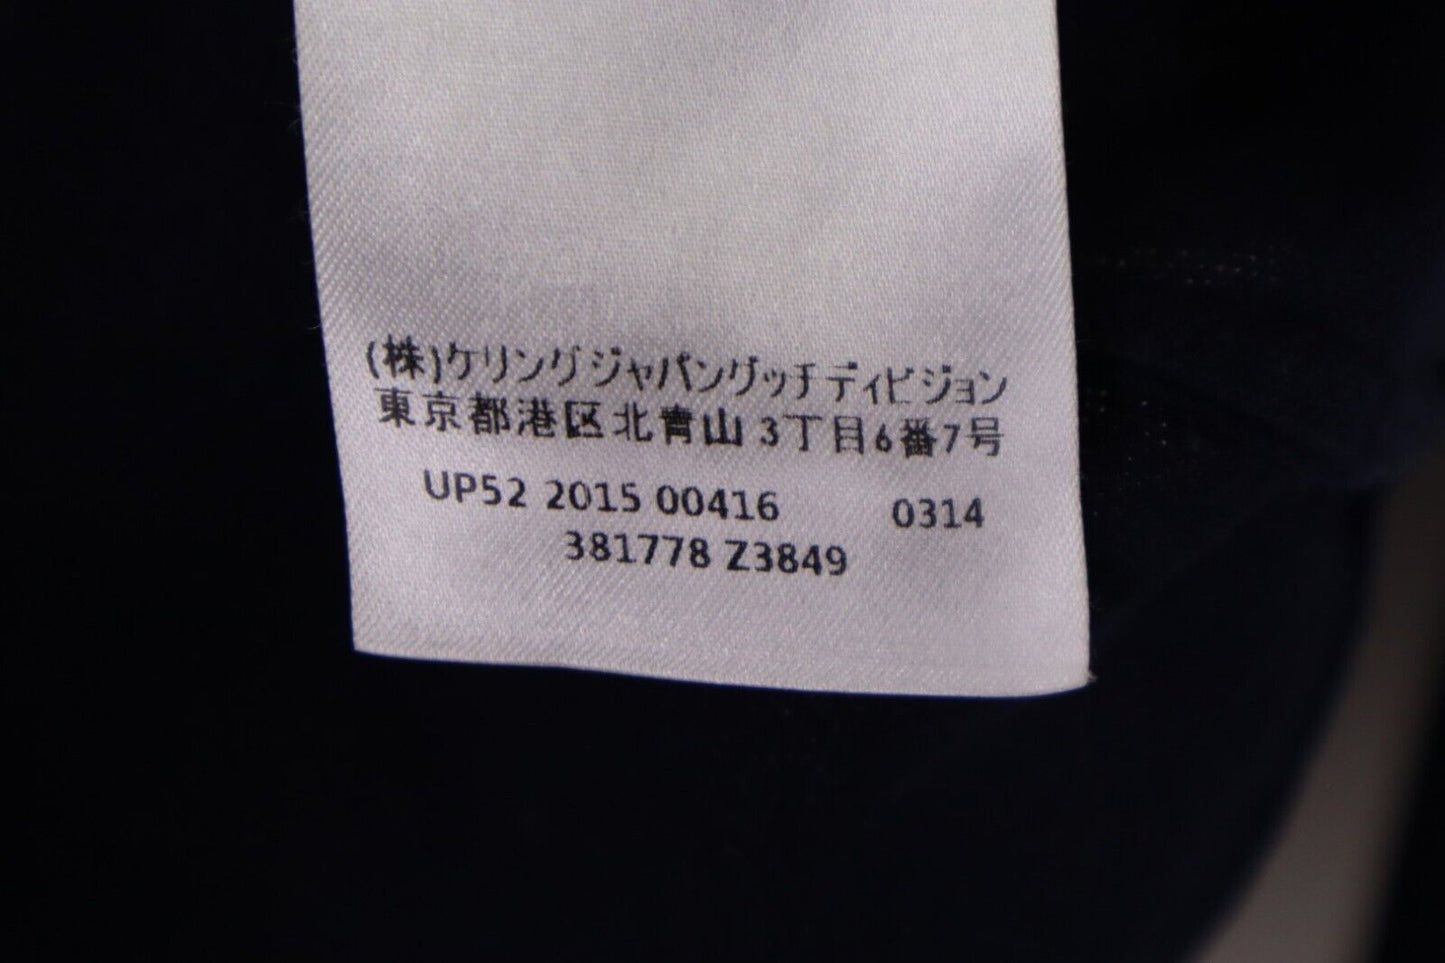 (株)ケリングジャパングッチディビジョン
東京都港区北青山 3丁目6番7号
UP52 2015 00416 0314
381778 Z3849